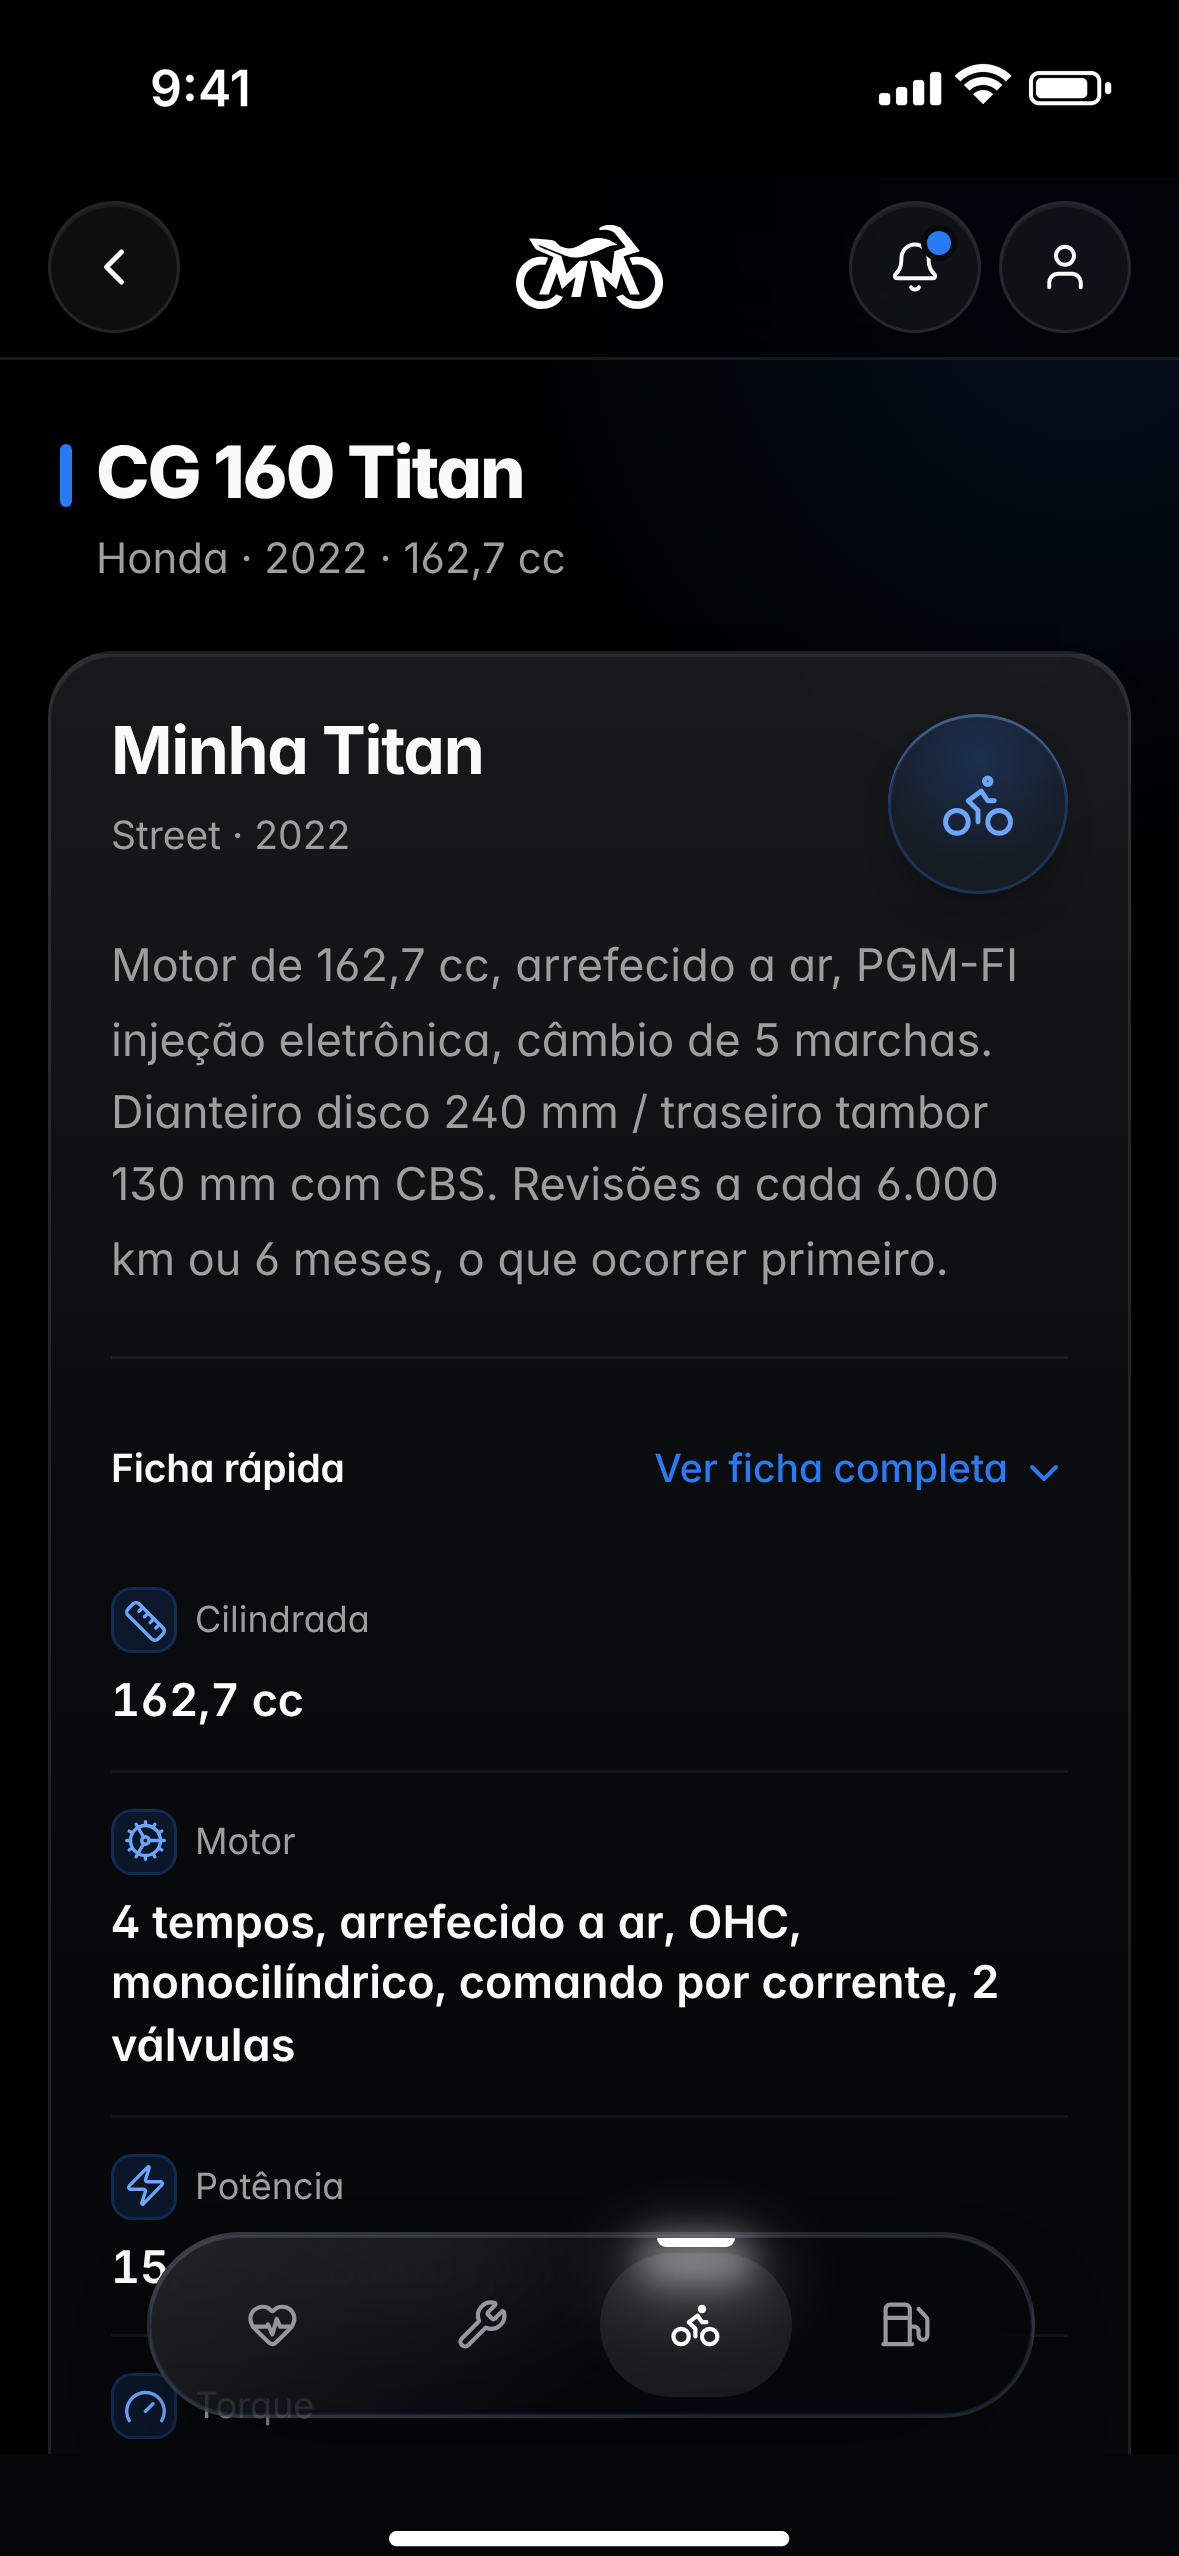 9:41
MM
CG 160 Titan
Honda · 2022 · 162,7 cc
Minha Titan
Street · 2022
Motor de 162,7 cc, arrefecido a ar, PGM-FI
injeção eletrônica, câmbio de 5 marchas.
Dianteiro disco 240 mm / traseiro tambor
130 mm com CBS. Revisões a cada 6.000
km ou 6 meses, o que ocorrer primeiro.
Ficha rápida
Ver ficha completa
Cilindrada
162,7 cc
Motor
4 tempos, arrefecido a ar, OHC,
monocilíndrico, comando por corrente, 2
válvulas
Potência
15
Torque